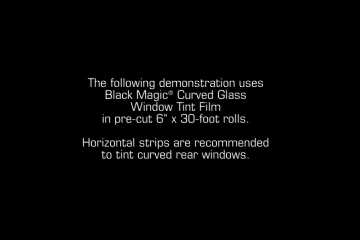 The following demonstration uses
Black Magic® Curved Glass
Window Tint Film
in pre-cut 6" x 30-foot rolls.
Horizontal strips are recommended
to tint curved rear windows.